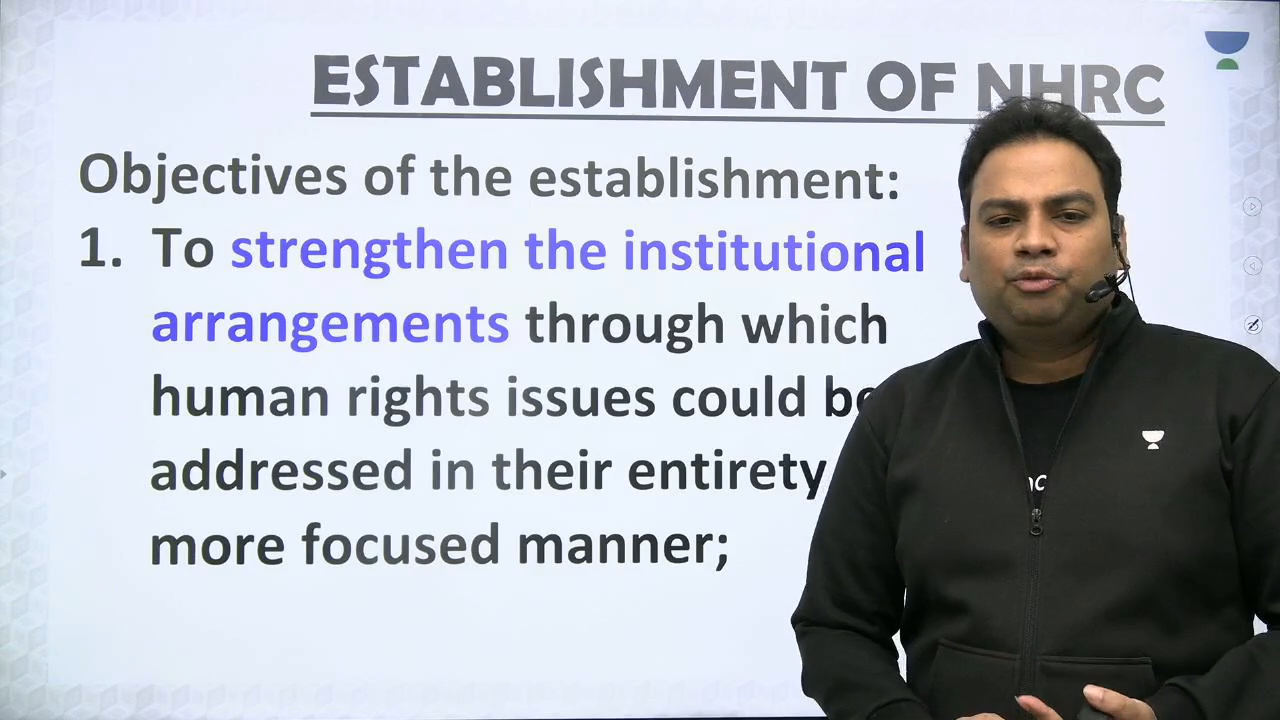 ESTABLISHMENT OF NHRC
Objectives of the establishment:
1. To strengthen the institutional
arrangements through which
human rights issues could be
addressed in their entirety
more focused manner;